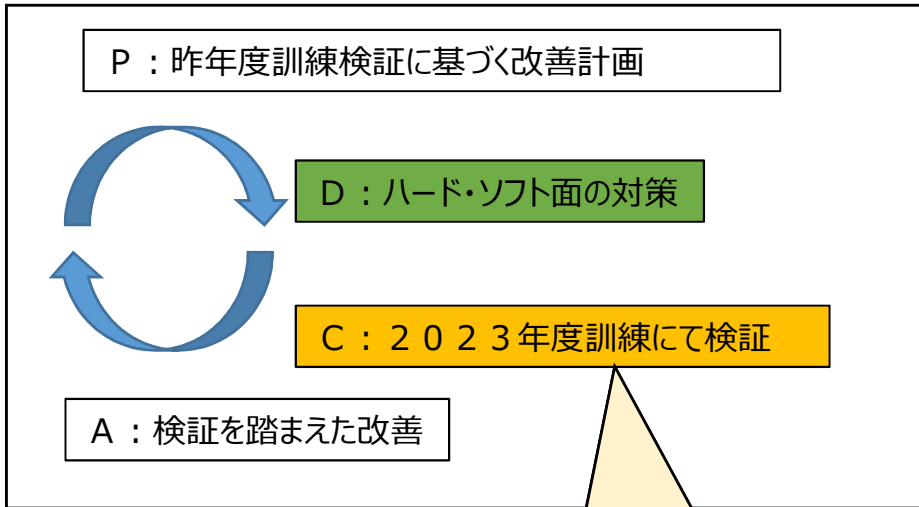 P：昨年度訓練検証に基づく改善計画
D：ハード・ソフト面の対策
C：２０２３年度訓練にて検証
A：検証を踏まえた改善